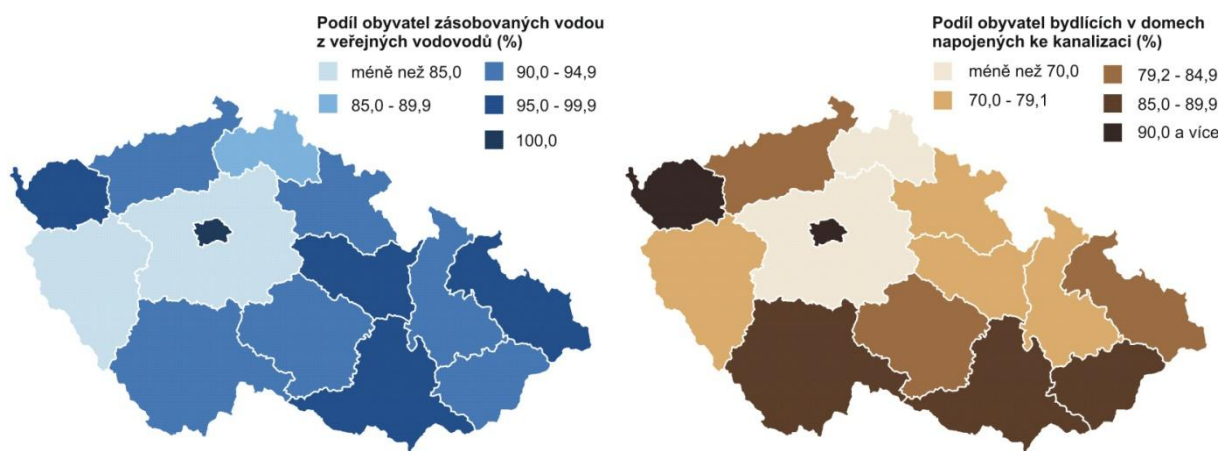 Podíl obyvatel zásobovaných vodou
z veřejných vodovodů (%)
méně než 85,0
85,0 - 89,9
90,0 - 94,9
95,0 - 99,9
100,0
Podíl obyvatel bydlících v domech
napojených ke kanalizaci (%)
méně než 70,0
70,0 - 79,1
79,2 - 84,9
85,0 - 89,9
90,0 a více